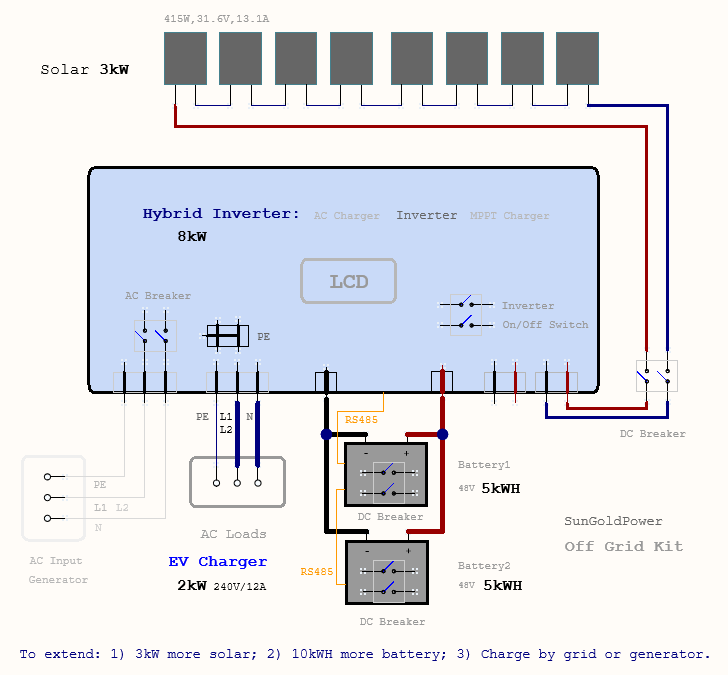 415W,31.6V,13.1A
Solar 3kW
Hybrid Inverter: AC Charger Inverter MPPT Charger
8kW
LCD
AC Breaker
Inverter
On/Off Switch
PE
PE L1 N
L2
RS485
DC Breaker
- +
Battery1
48V 5kWH
DC Breaker
PE
L1 L2
N
AC Input
Generator
AC Loads
EV Charger
2kW 240V/12A
SunGoldPower
Off Grid Kit
- +
RS485
Battery2
48V 5kWH
DC Breaker
To extend: 1) 3kW more solar; 2) 10kWH more battery; 3) Charge by grid or generator.